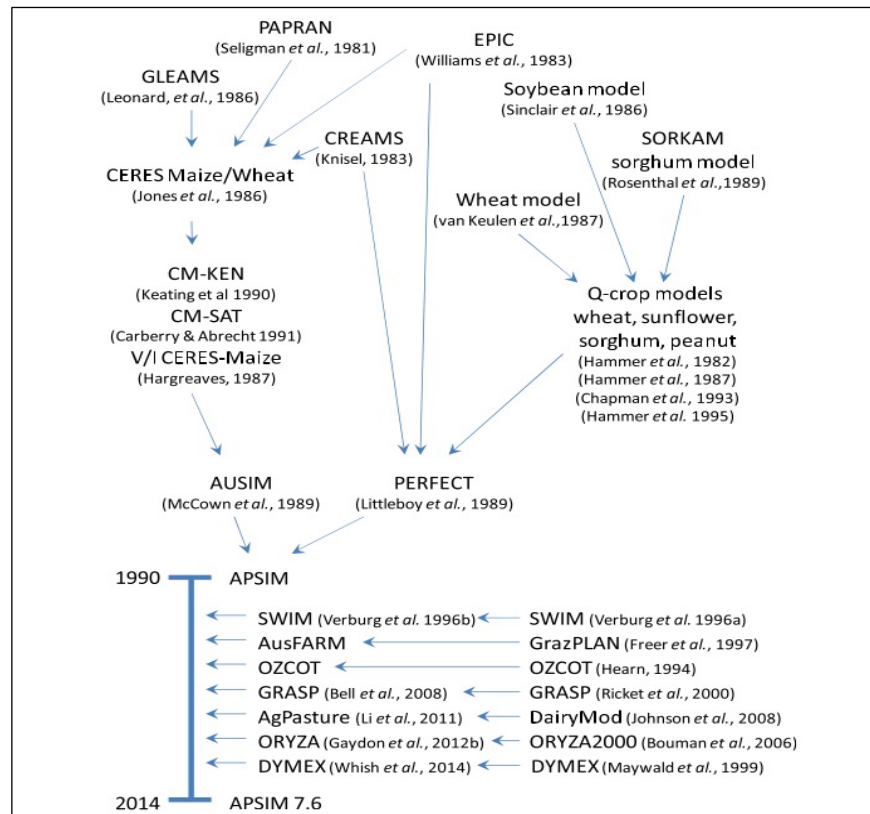 PAPRAN
(Seligman et al., 1981)
EPIC
(Williams et al., 1983)
GLEAMS
(Leonard, et al., 1986)
Soybean model
(Sinclair et al., 1986)
CREAMS
(Knisel, 1983)
SORKAM
sorghum model
(Rosenthal et al.,1989)
CERES Maize/Wheat
(Jones et al., 1986)
Wheat model
(van Keulen et al.,1987)
CM-KEN
(Keating et al 1990)
CM-SAT
(Carberry & Abrecht 1991)
V/I CERES-Maize
(Hargreaves, 1987)
Q-crop models
wheat, sunflower,
sorghum, peanut
(Hammer et al., 1982)
(Hammer et al., 1987)
(Chapman et al., 1993)
(Hammer et al. 1995)
AUSIM
(McCown et al., 1989)
PERFECT
(Littleboy et al., 1989)
1990 APSIM
SWIM (Verburg et al. 1996b) SWIM (Verburg et al. 1996a)
AusFARM GrazPLAN (Freer et al., 1997)
OZCOT OZCOT (Hearn, 1994)
GRASP (Bell et al., 2008) GRASP (Ricket et al., 2000)
AgPasture (Li et al., 2011) DairyMod (Johnson et al., 2008)
ORYZA (Gaydon et al., 2012b) ORYZA2000 (Bouman et al., 2006)
DYMEX (Whish et al., 2014) DYMEX (Maywald et al., 1999)
2014 APSIM 7.6